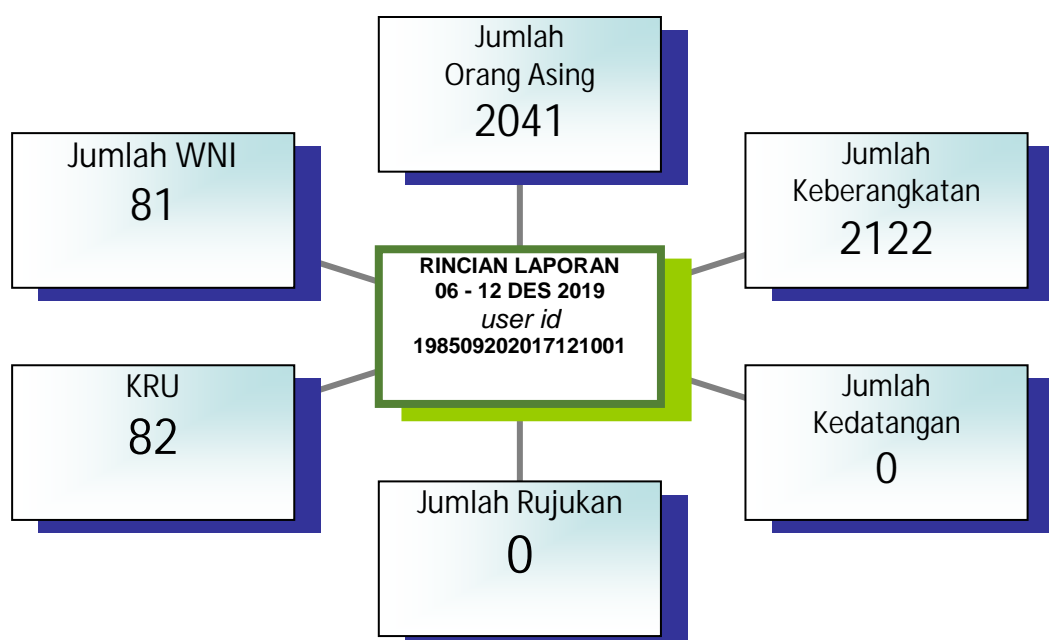 Jumlah
Orang Asing
2041
Jumlah WNI
81
Jumlah
Keberangkatan
2122
RINCIAN LAPORAN
06 - 12 DES 2019
user id
198509202017121001
KRU
82
Jumlah
Kedatangan
0
Jumlah Rujukan
0